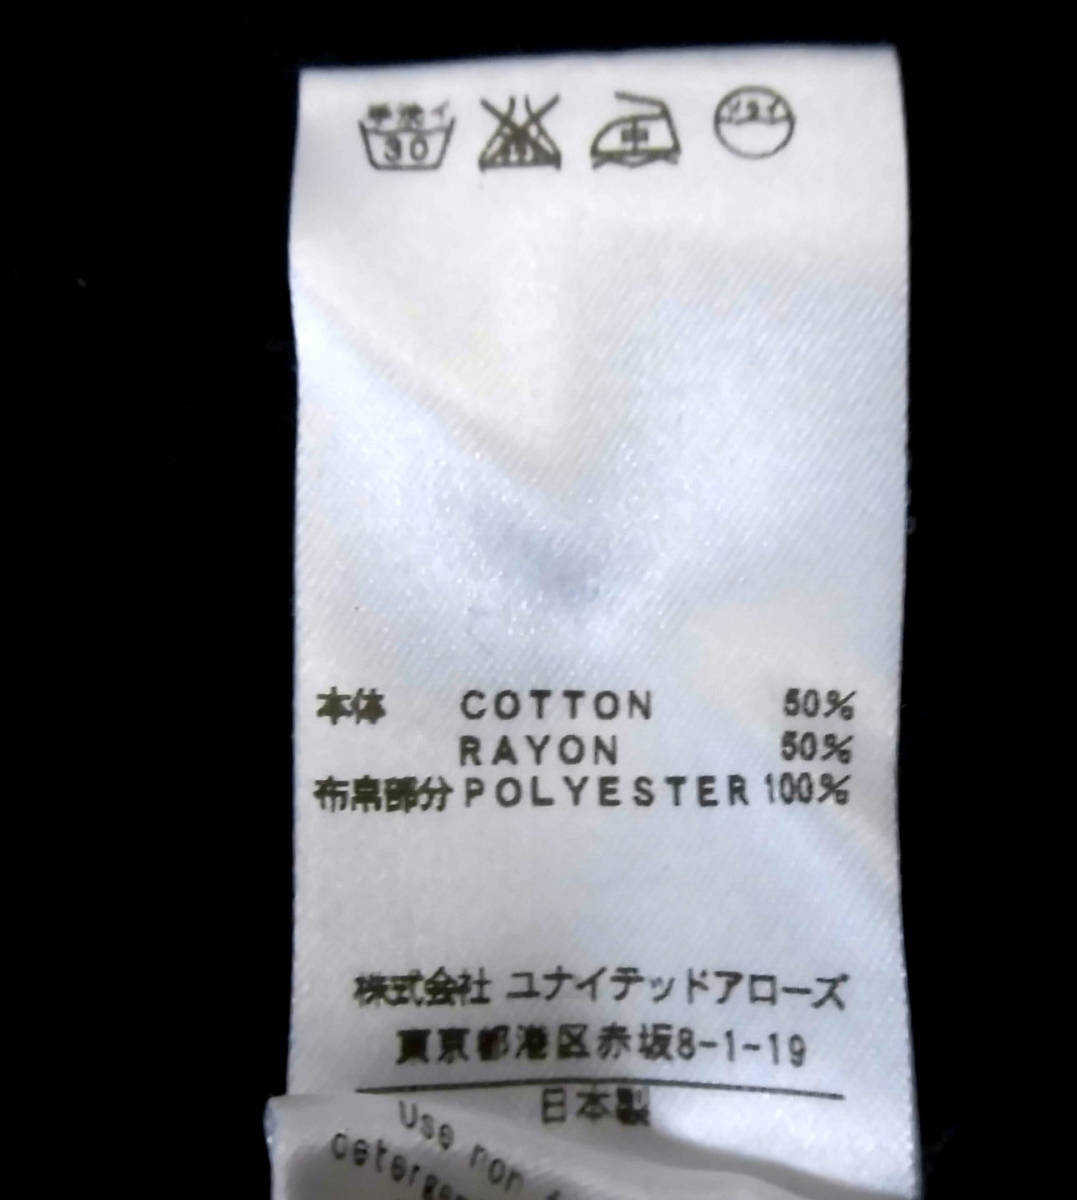 手洗イ 30 中 ドライ
本体 COTTON 50%
RAYON 50%
布帛部分 POLYESTER 100%
株式会社 ユナイテッドアローズ
東京都港区赤坂8-1-19
日本製
Use non